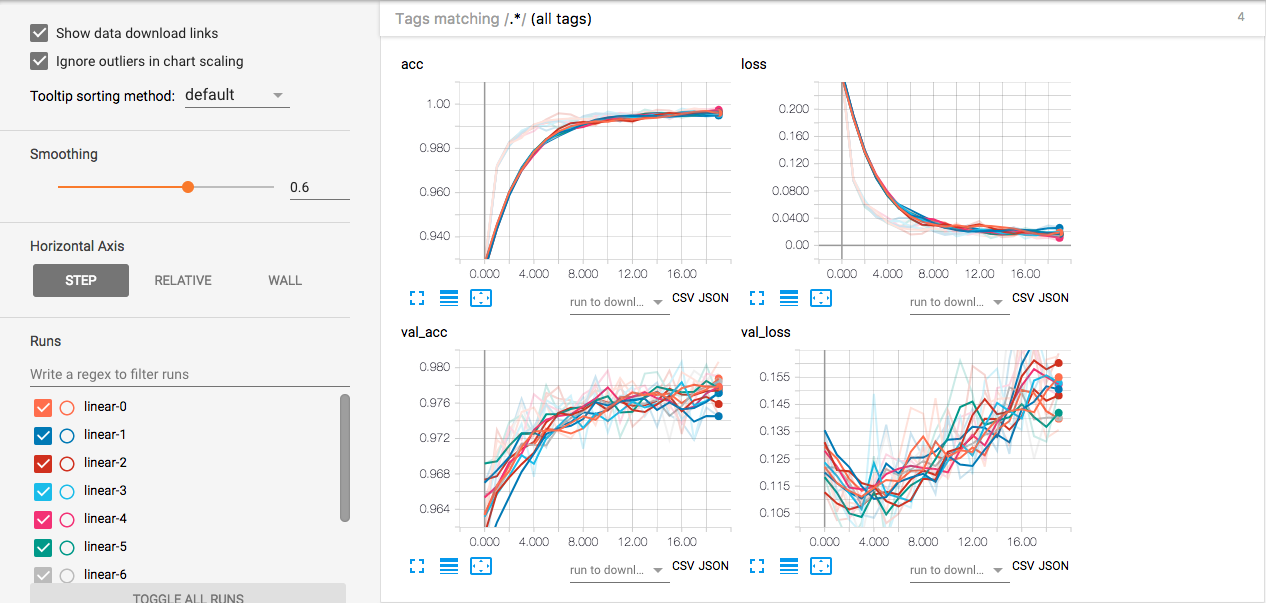 Show data download links
Ignore outliers in chart scaling
Tooltip sorting method: default
Smoothing
0.6
Horizontal Axis
STEP RELATIVE WALL
Runs
Write a regex to filter runs
linear-0
linear-1
linear-2
linear-3
linear-4
linear-5
linear-6
TOGGLE ALL RUNS
Tags matching /.*/ (all tags) 4
acc
1.00
0.980
0.960
0.940
0.000 4.000 8.000 12.00 16.00
run to downl... CSV JSON
loss
0.200
0.160
0.120
0.0800
0.0400
0.00
0.000 4.000 8.000 12.00 16.00
run to downl... CSV JSON
val_acc
0.980
0.976
0.972
0.968
0.964
0.000 4.000 8.000 12.00 16.00
run to downl... CSV JSON
val_loss
0.155
0.145
0.135
0.125
0.115
0.105
0.000 4.000 8.000 12.00 16.00
run to downl... CSV JSON